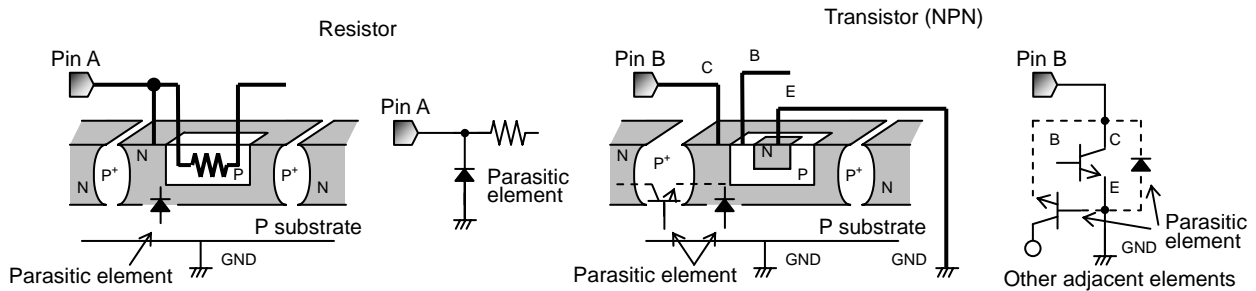 Resistor
Transistor (NPN)
Pin A
Pin B
C
B
E
Pin B
Pin A
N
P
N
P+
P+
N
N
N
P+
N
P
P+
N
B
C
E
Parasitic
element
P substrate
P substrate
Parasitic
element
GND
GND
GND
GND
Parasitic element
Parasitic element
Other adjacent elements